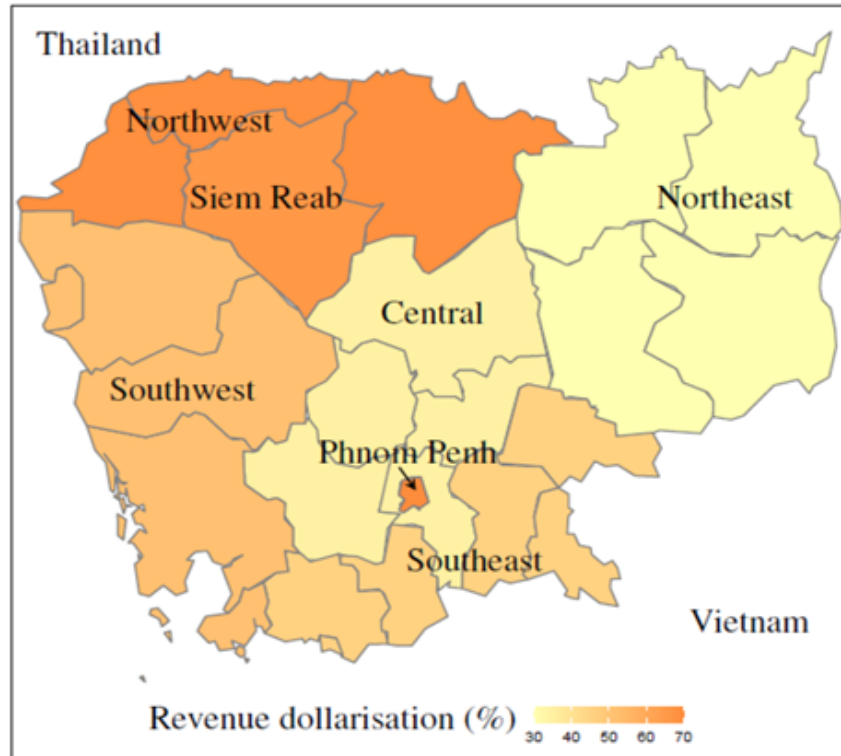 Thailand
Northwest
Siem Reab
Northeast
Central
Southwest
Phnom Penh
Southeast
Vietnam
Revenue dollarisation (%)
30 40 50 60 70